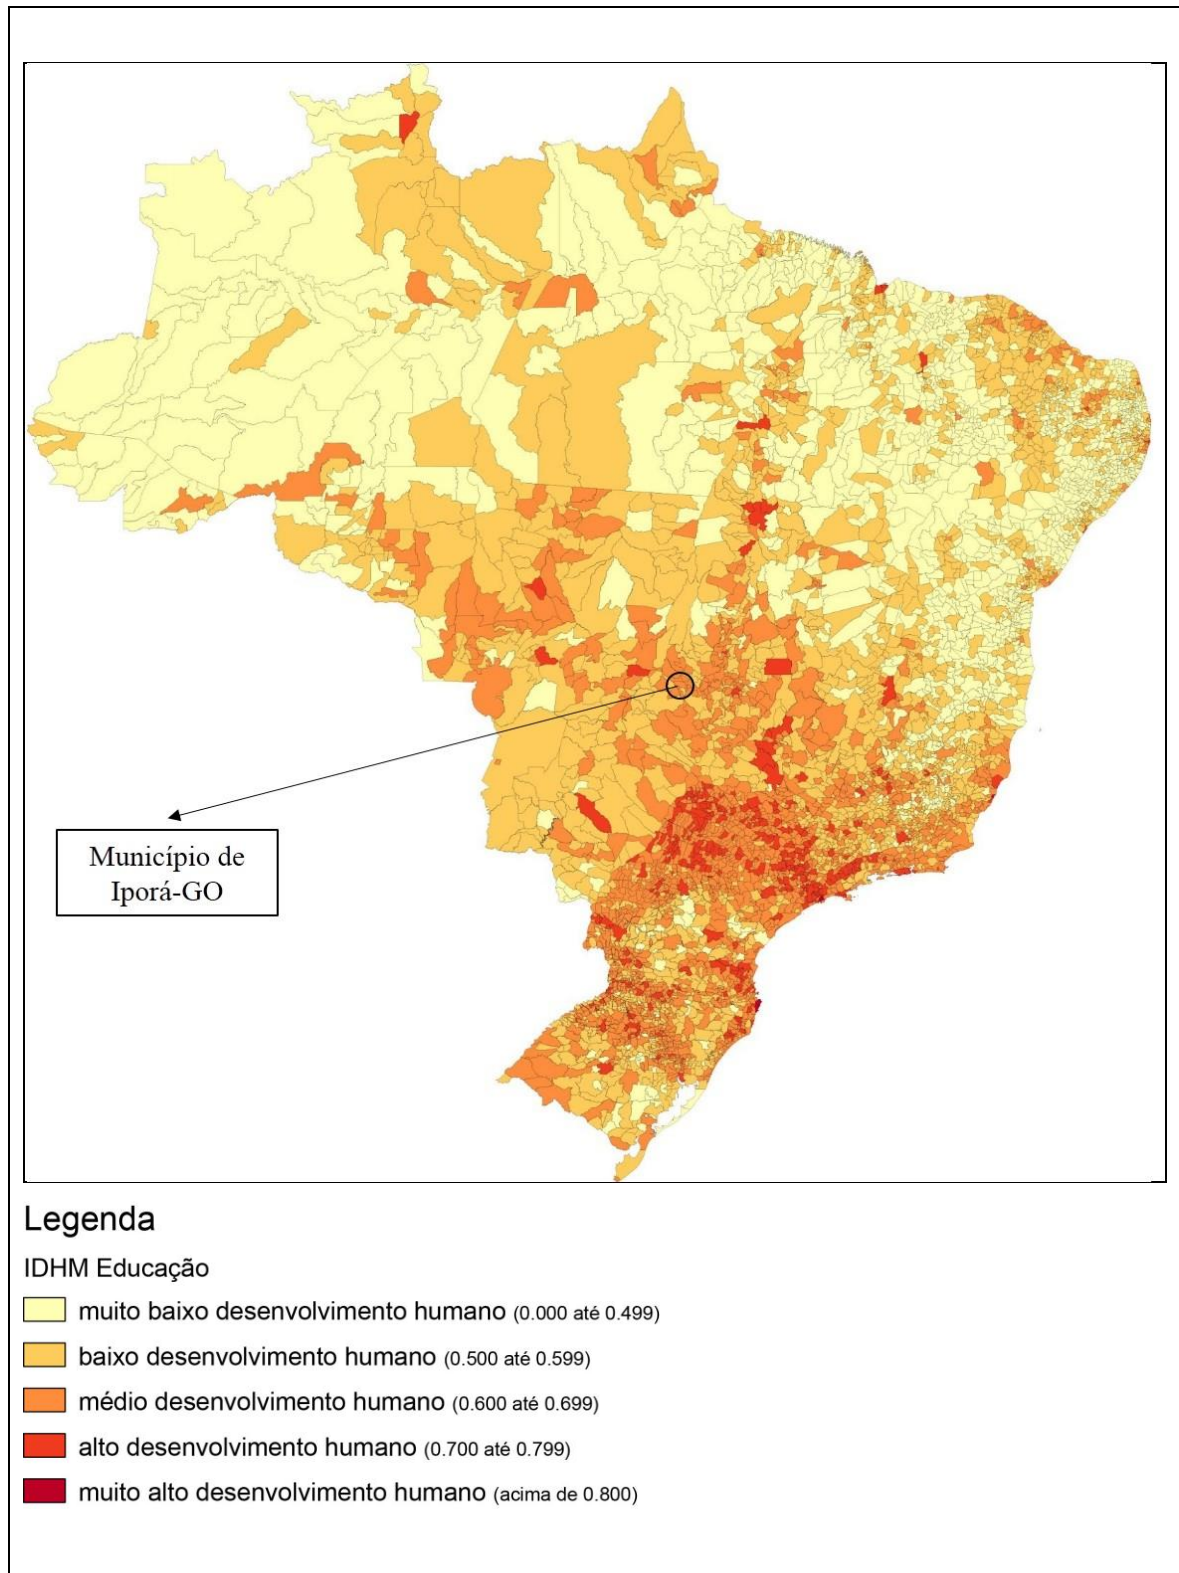 Município de
Iporá-GO
Legenda
IDHM Educação
muito baixo desenvolvimento humano (0.000 até 0.499)
baixo desenvolvimento humano (0.500 até 0.599)
médio desenvolvimento humano (0.600 até 0.699)
alto desenvolvimento humano (0.700 até 0.799)
muito alto desenvolvimento humano (acima de 0.800)